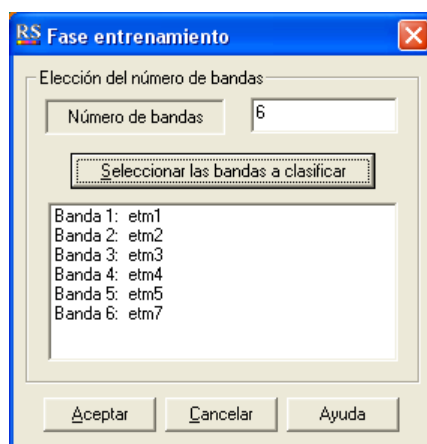 RS Fase entrenamiento
Elección del número de bandas
Número de bandas 6
Seleccionar las bandas a clasificar
Banda 1: etm1
Banda 2: etm2
Banda 3: etm3
Banda 4: etm4
Banda 5: etm5
Banda 6: etm7
Aceptar Cancelar Ayuda